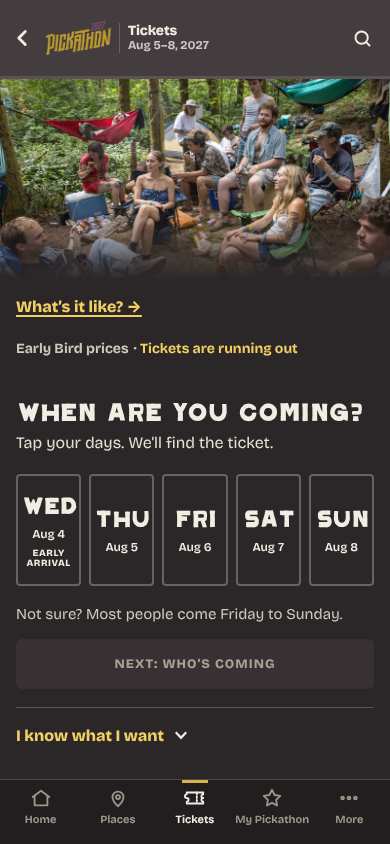 PICKATHON
Tickets
Aug 5–8, 2027
What's it like? →
Early Bird prices · Tickets are running out
WHEN ARE YOU COMING?
Tap your days. We'll find the ticket.
WED
Aug 4
EARLY
ARRIVAL
THU
Aug 5
FRI
Aug 6
SAT
Aug 7
SUN
Aug 8
Not sure? Most people come Friday to Sunday.
NEXT: WHO'S COMING
I know what I want
Home
Places
Tickets
My Pickathon
More